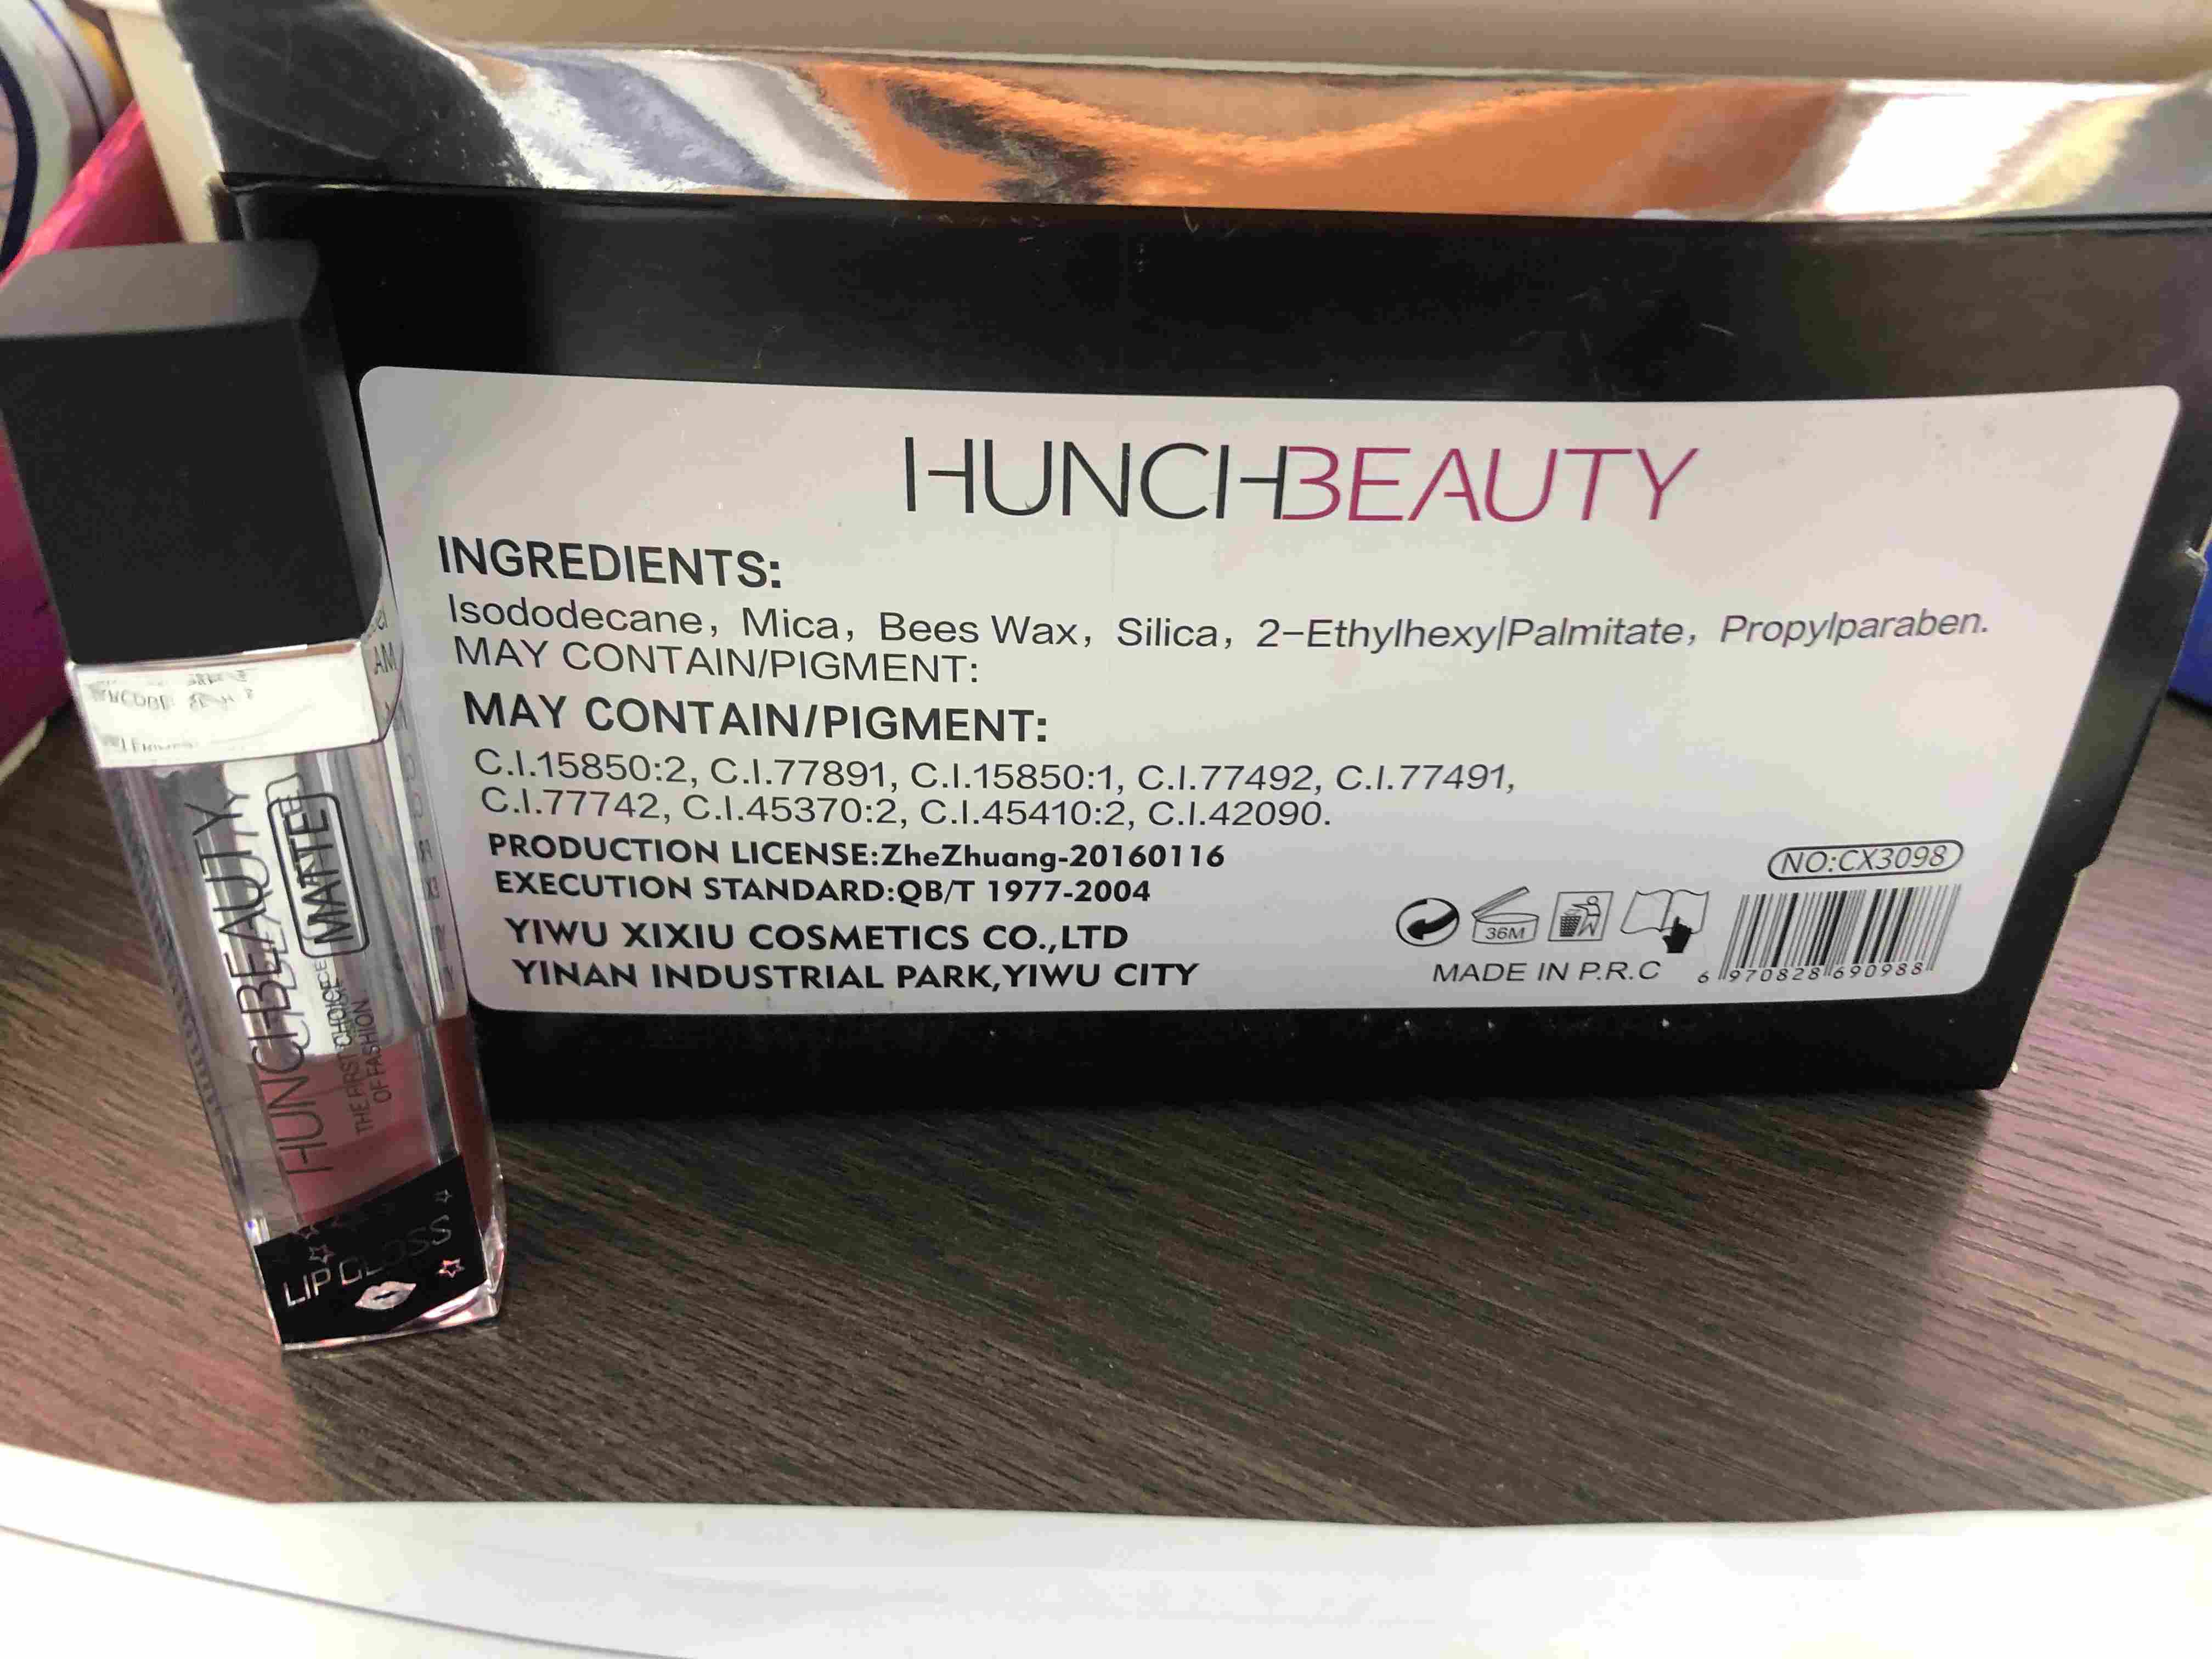 HUNCHBEAUTY
INGREDIENTS:
Isododecane, Mica, Bees Wax, Silica, 2-Ethylhexy|Palmitate, Propylparaben.
MAY CONTAIN/PIGMENT:
MAY CONTAIN/PIGMENT:
C.I.15850:2, C.I.77891, C.I.15850:1, C.I.77492, C.I.77491,
C.I.77742, C.I.45370:2, C.I.45410:2, C.I.42090.
PRODUCTION LICENSE:ZheZhuang-20160116
EXECUTION STANDARD:QB/T 1977-2004
YIWU XIXIU COSMETICS CO.,LTD
YINAN INDUSTRIAL PARK,YIWU CITY
NO:CX3098
36M
MADE IN P.R.C
6 970828 690988
HUNCHBEAUTY
MATTE
THE FIRST CHOICE
OF FASHION
LIP GLOSS